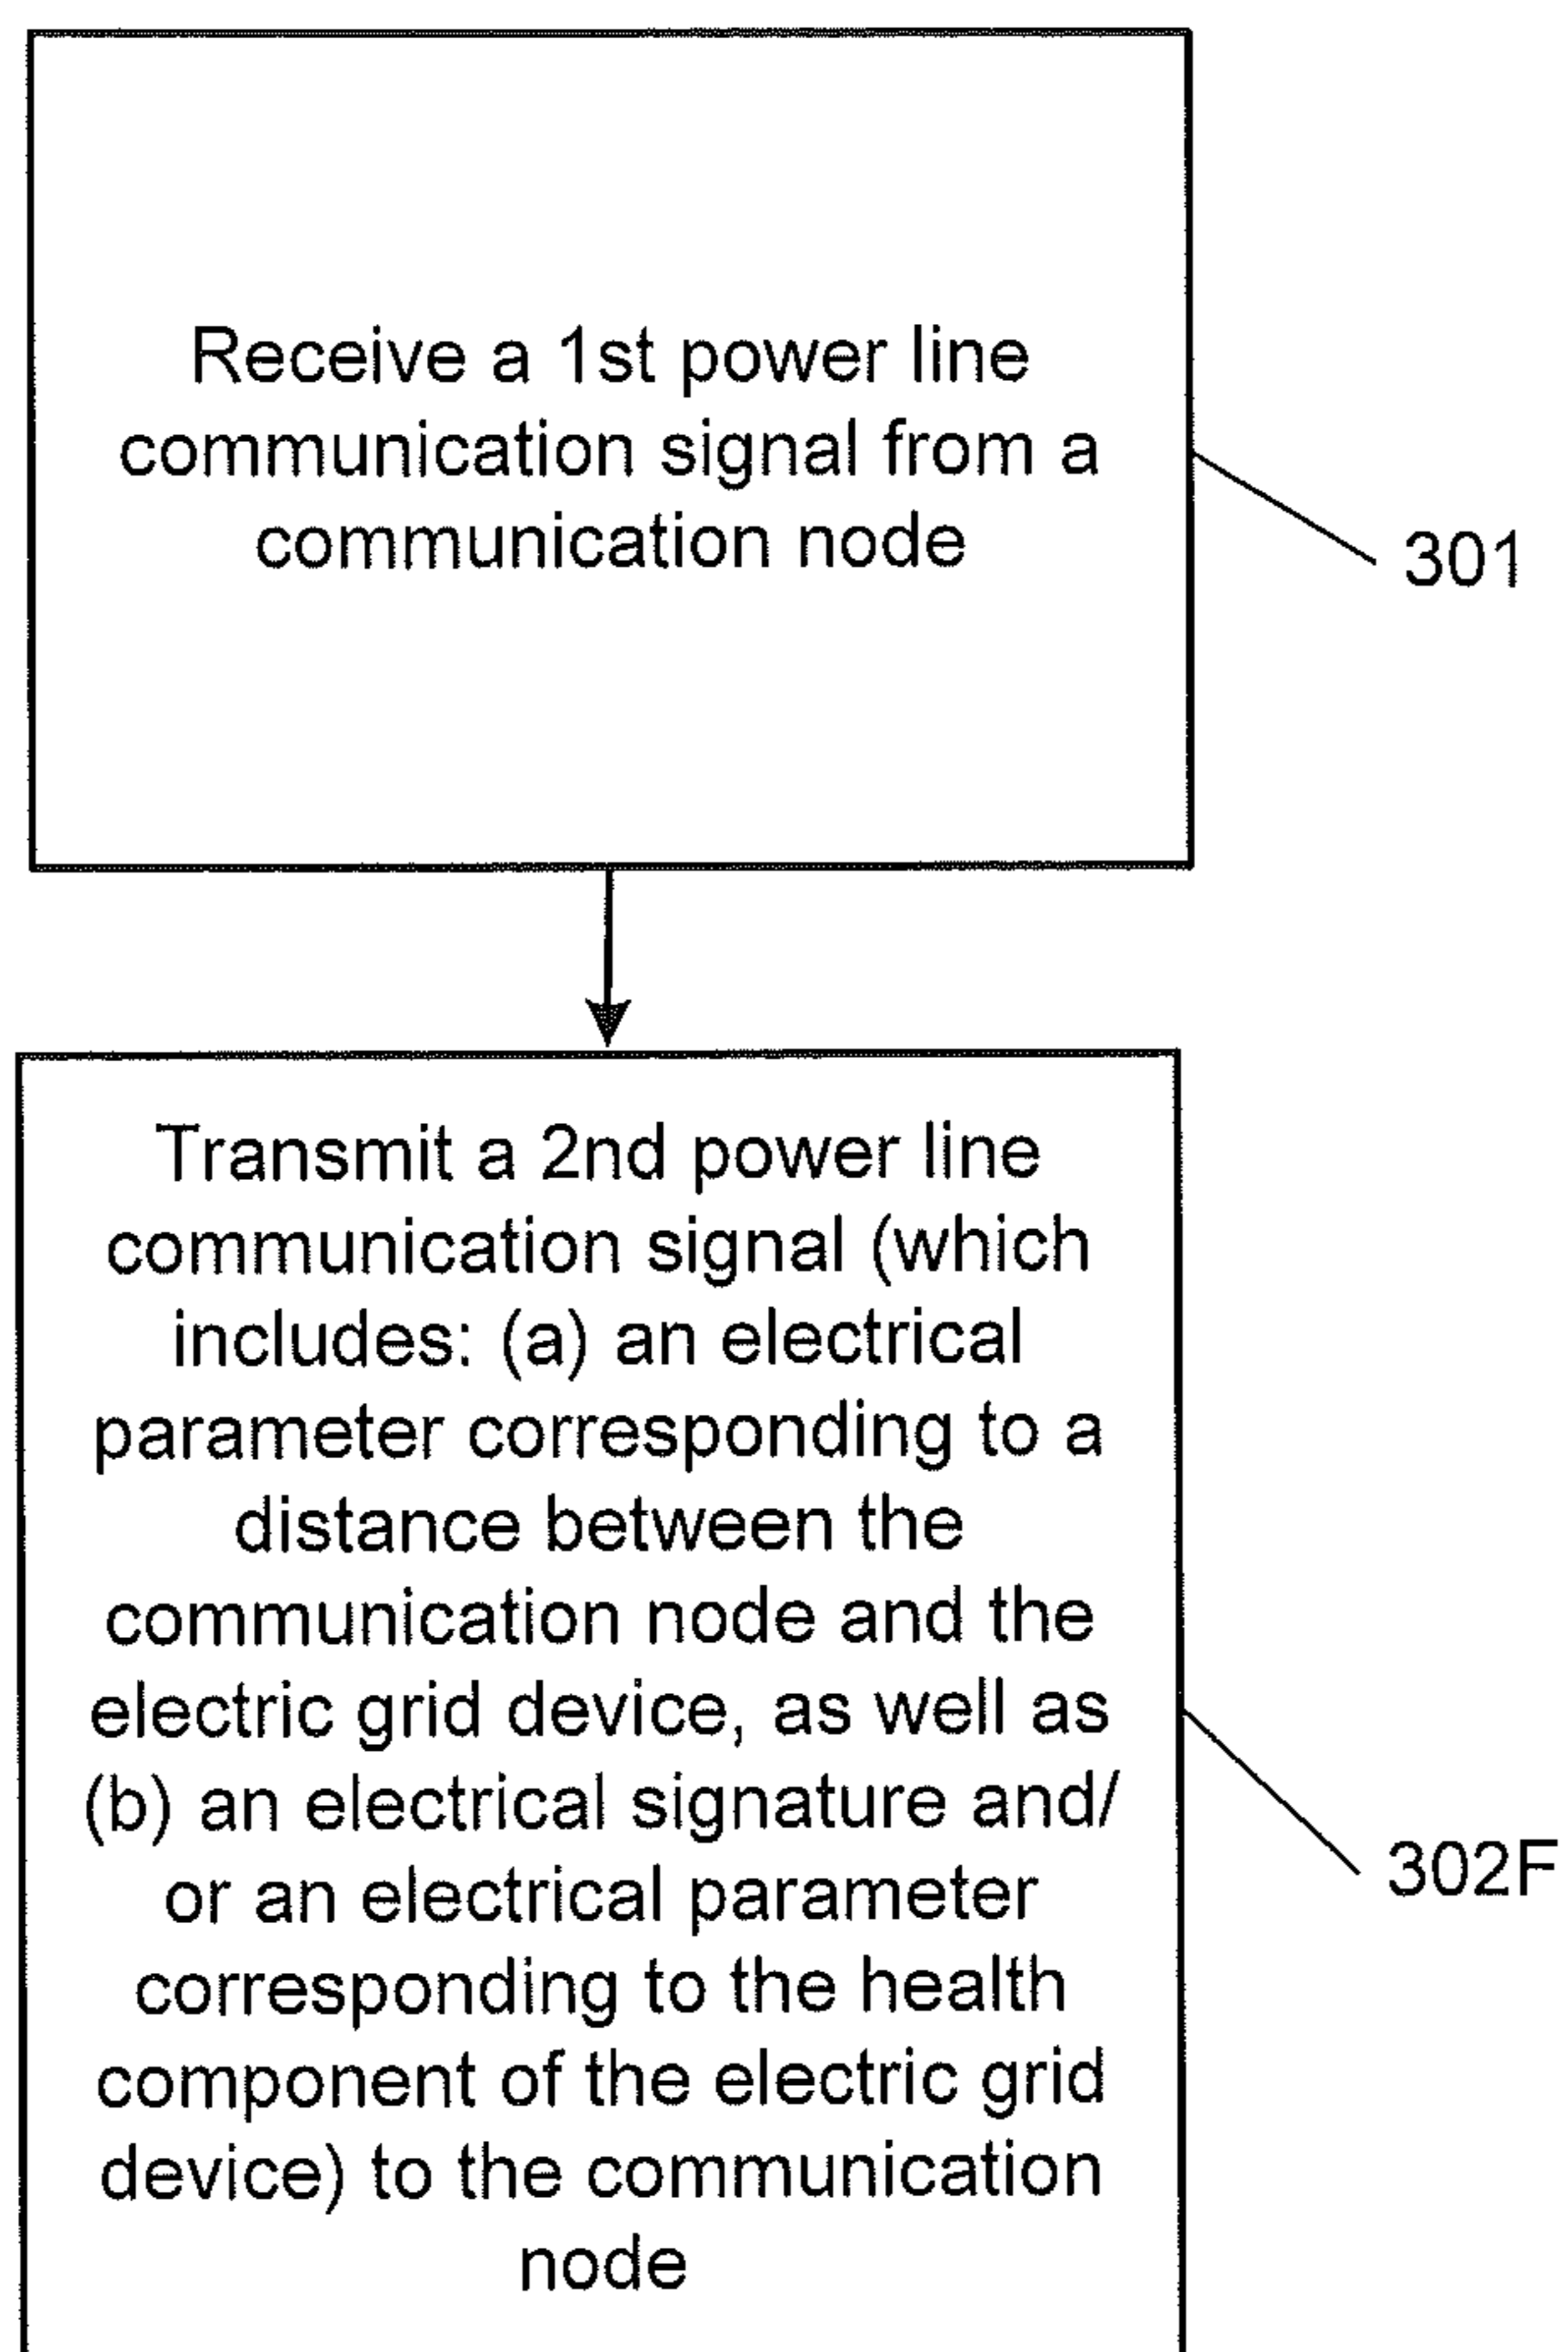 Receive a 1st power line
communication signal from a
communication node
301
Transmit a 2nd power line
communication signal (which
includes: (a) an electrical
parameter corresponding to a
distance between the
communication node and the
electric grid device, as well as
(b) an electrical signature and/
or an electrical parameter
corresponding to the health
component of the electric grid
device) to the communication
node
302F